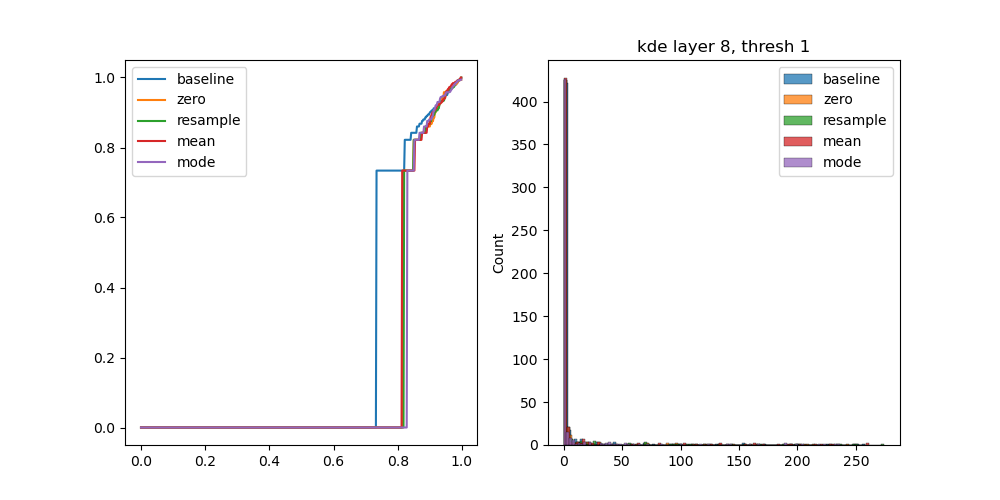 baseline
zero
resample
mean
mode
1.0
0.8
0.6
0.4
0.2
0.0
0.0 0.2 0.4 0.6 0.8 1.0
kde layer 8, thresh 1
baseline
zero
resample
mean
mode
Count
400
350
300
250
200
150
100
50
0
0 50 100 150 200 250